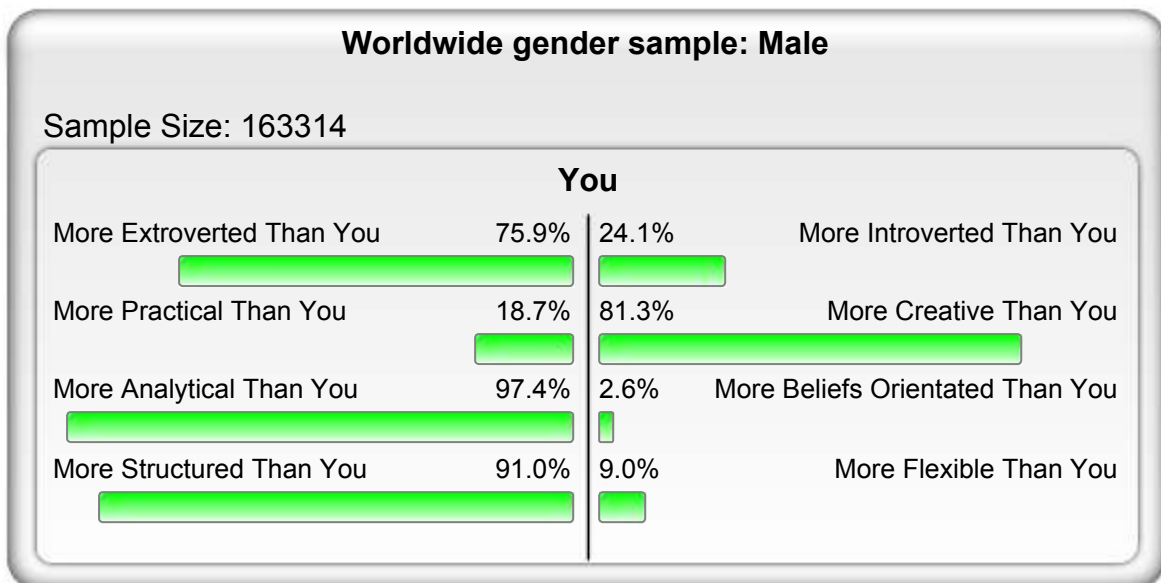 Worldwide gender sample: Male
Sample Size: 163314
You
More Extroverted Than You 75.9% 24.1% More Introverted Than You
More Practical Than You 18.7% 81.3% More Creative Than You
More Analytical Than You 97.4% 2.6% More Beliefs Orientated Than You
More Structured Than You 91.0% 9.0% More Flexible Than You